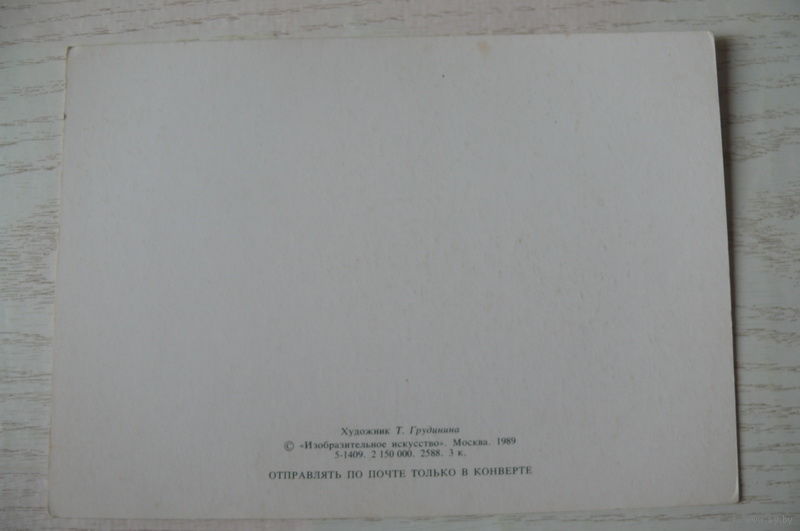 Художник Т. Грудинина
© «Изобразительное искусство». Москва. 1989
5-1409. 2 150 000. 2588. 3 к.
ОТПРАВЛЯТЬ ПО ПОЧТЕ ТОЛЬКО В КОНВЕРТЕ